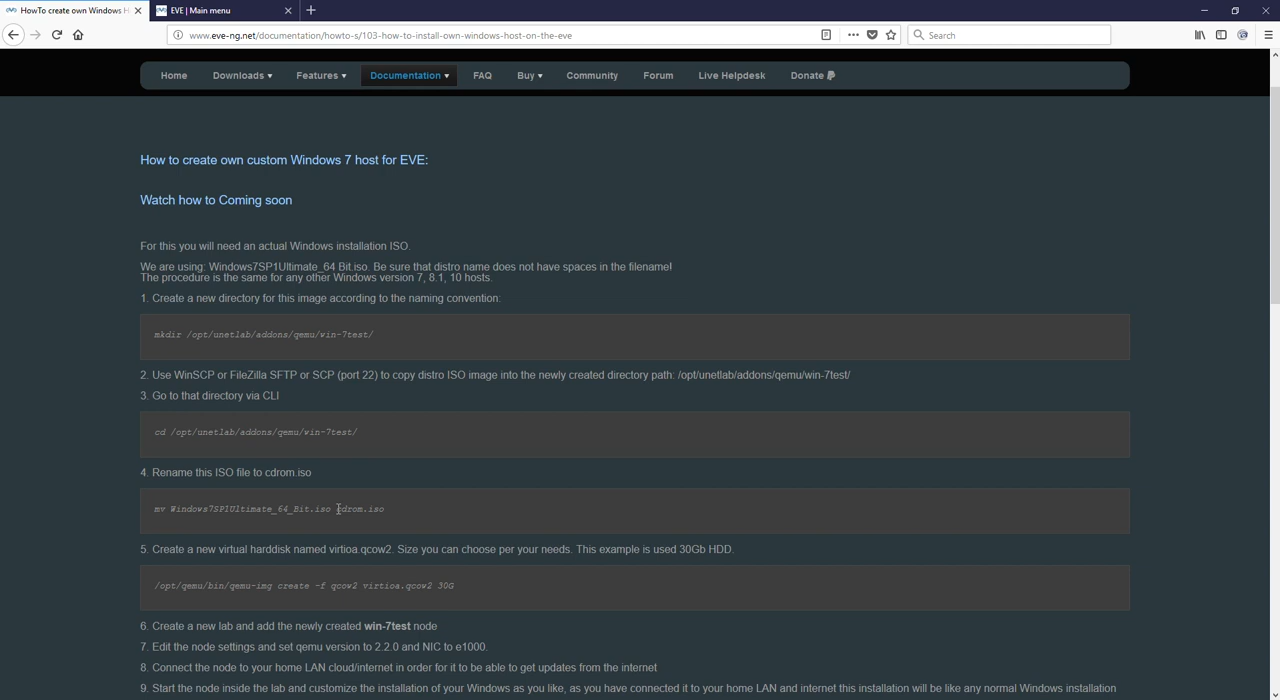 HowTo create own Windows H
EVE | Main menu
www.eve-ng.net/documentation/howto-s/103-how-to-install-own-windows-host-on-the-eve
Search
Home
Downloads
Features
Documentation
FAQ
Buy
Community
Forum
Live Helpdesk
Donate
How to create own custom Windows 7 host for EVE:
Watch how to Coming soon
For this you will need an actual Windows installation ISO.
We are using: Windows7SP1Ultimate_64 Bit.iso. Be sure that distro name does not have spaces in the filename!
The procedure is the same for any other Windows version 7, 8.1, 10 hosts.
1. Create a new directory for this image according to the naming convention:
mkdir /opt/unetlab/addons/qemu/win-7test/
2. Use WinSCP or FileZilla SFTP or SCP (port 22) to copy distro ISO image into the newly created directory path: /opt/unetlab/addons/qemu/win-7test/
3. Go to that directory via CLI
cd /opt/unetlab/addons/qemu/win-7test/
4. Rename this ISO file to cdrom.iso
mv Windows7SP1Ultimate_64_Bit.iso cdrom.iso
5. Create a new virtual harddisk named virtioa.qcow2. Size you can choose per your needs. This example is used 30Gb HDD.
/opt/qemu/bin/qemu-img create -f qcow2 virtioa.qcow2 30G
6. Create a new lab and add the newly created win-7test node
7. Edit the node settings and set qemu version to 2.2.0 and NIC to e1000.
8. Connect the node to your home LAN cloud/internet in order for it to be able to get updates from the internet
9. Start the node inside the lab and customize the installation of your Windows as you like, as you have connected it to your home LAN and internet this installation will be like any normal Windows installation